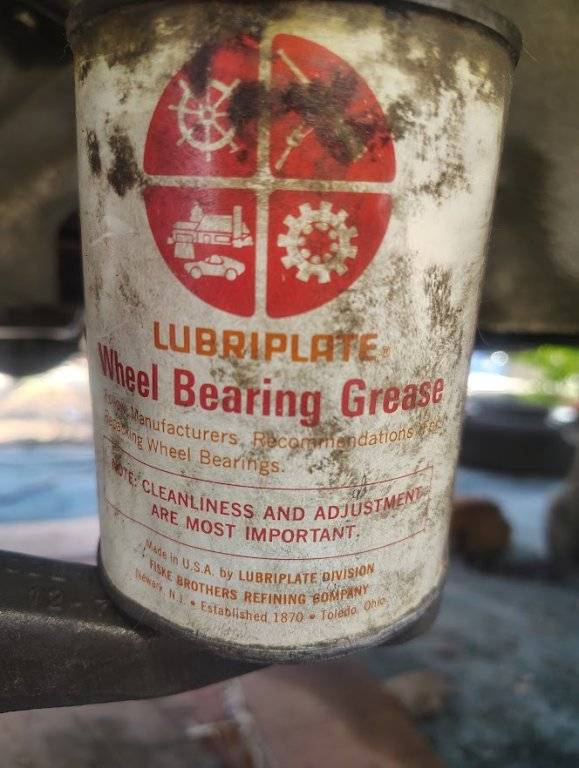 LUBRIPLATE®
Wheel Bearing Grease
Manufacturers Recommendations For
Repacking Wheel Bearings.
NOTE: CLEANLINESS AND ADJUSTMENT
ARE MOST IMPORTANT.
Made in U.S.A. by LUBRIPLATE DIVISION
FISKE BROTHERS REFINING COMPANY
Newark, N.J. • Established 1870 • Toledo, Ohio